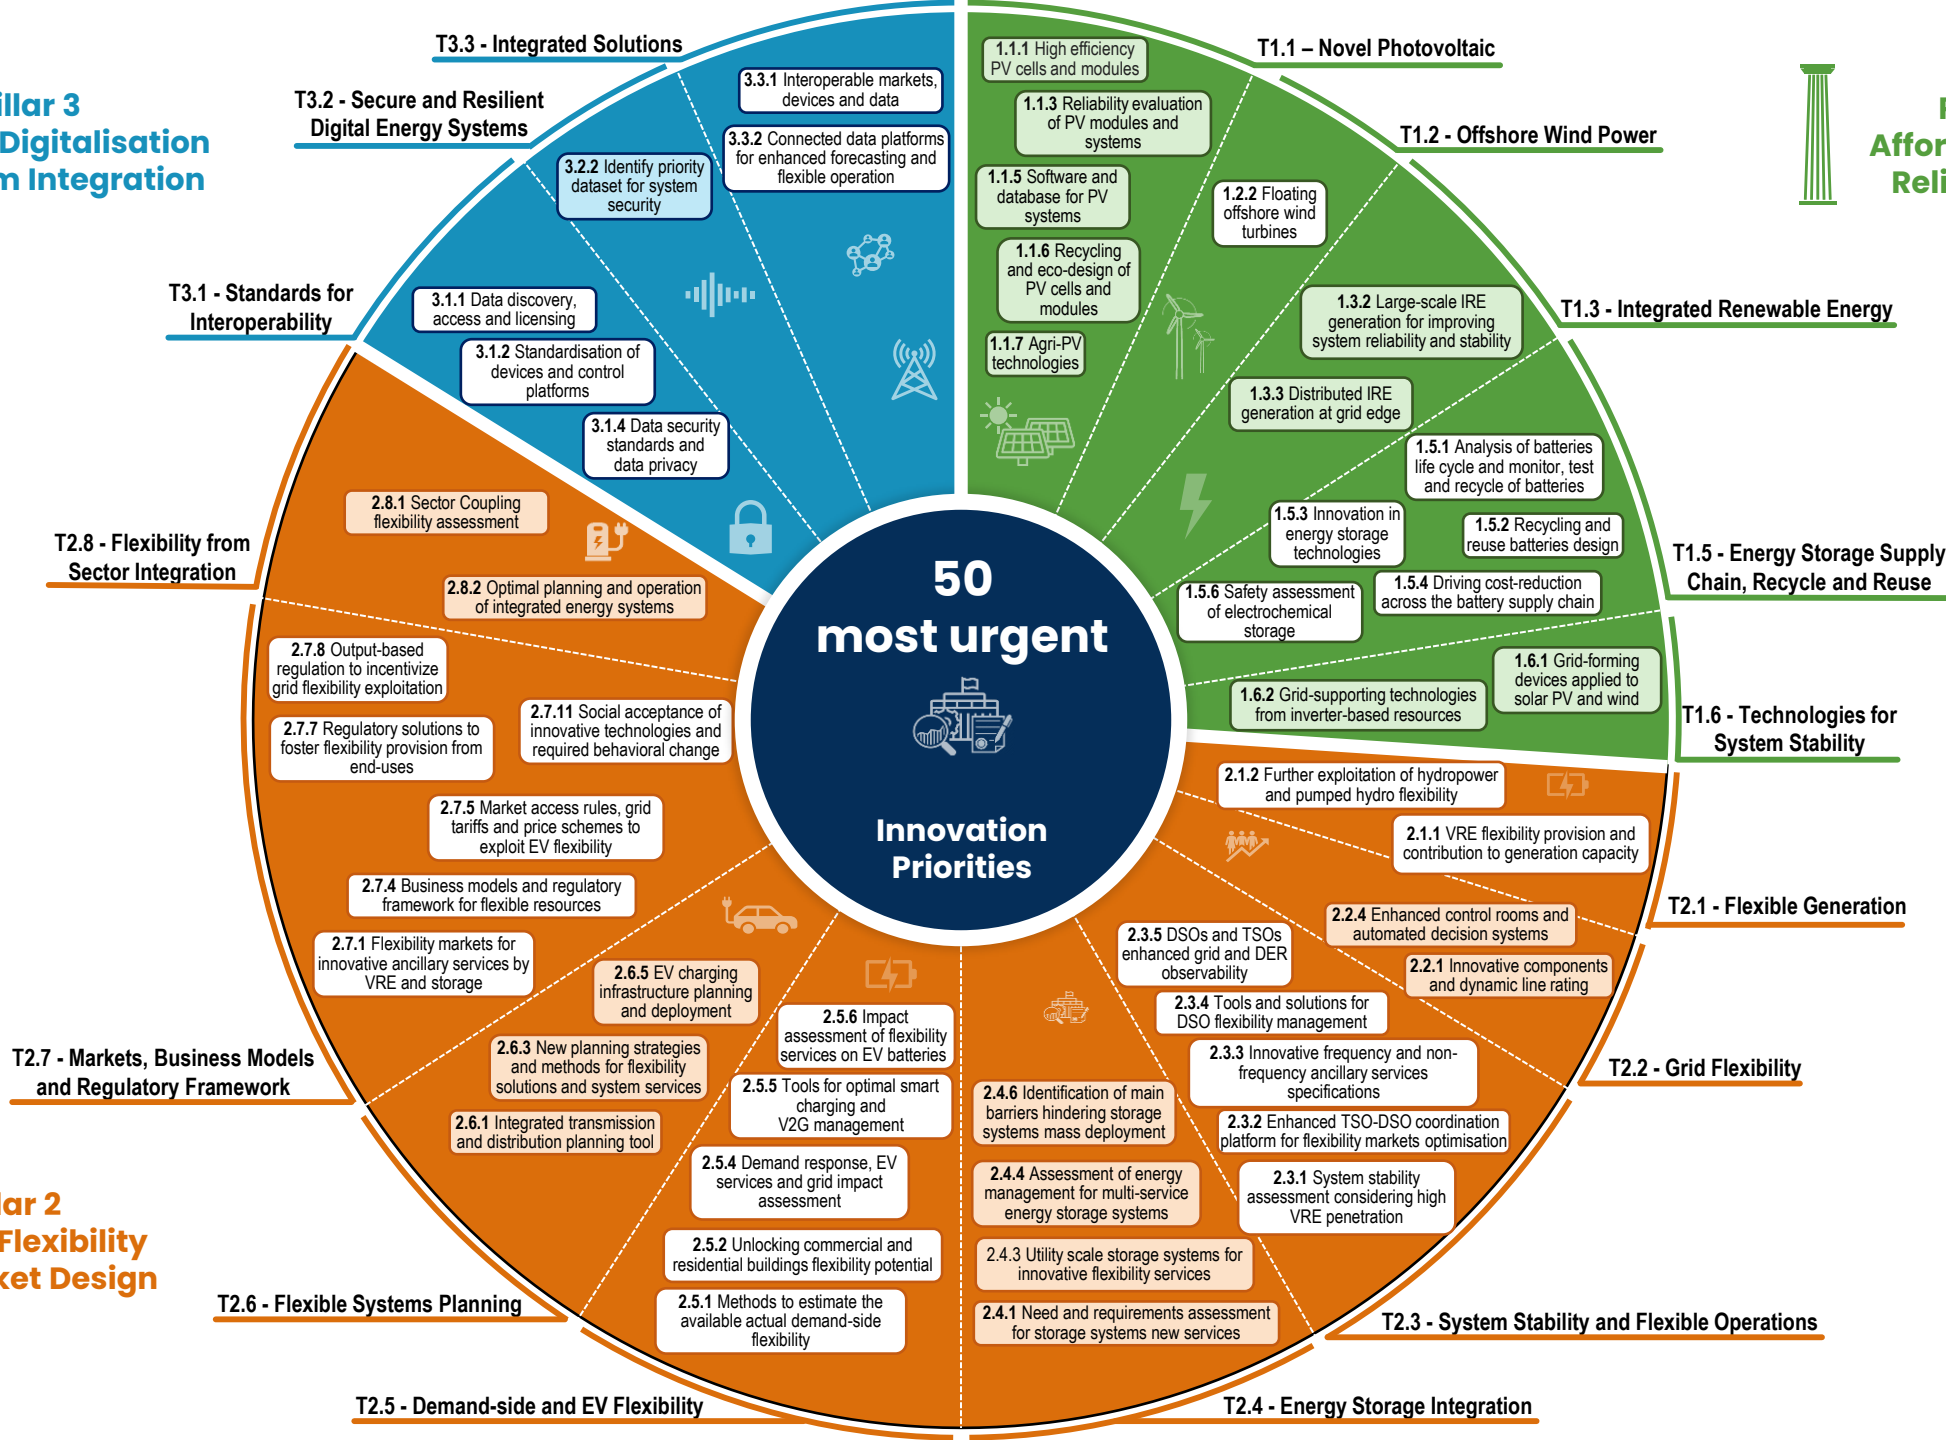 T3.3 - Integrated Solutions
T3.2 - Secure and Resilient
Digital Energy Systems
T3.1 - Standards for
Interoperability
illar 3
Digitalisation
m Integration
3.3.1 Interoperable markets,
devices and data
3.3.2 Connected data platforms
for enhanced forecasting and
flexible operation
3.2.2 Identify priority
dataset for system
security
3.1.1 Data discovery,
access and licensing
3.1.2 Standardisation of
devices and control
platforms
3.1.4 Data security
standards and
data privacy
T1.1 – Novel Photovoltaic
T1.2 - Offshore Wind Power
T1.3 - Integrated Renewable Energy
T1.5 - Energy Storage Supply
Chain, Recycle and Reuse
T1.6 - Technologies for
System Stability
Affor
Reli
1.1.1 High efficiency
PV cells and modules
1.1.3 Reliability evaluation
of PV modules and
systems
1.1.5 Software and
database for PV
systems
1.1.6 Recycling
and eco-design of
PV cells and
modules
1.1.7 Agri-PV
technologies
1.2.2 Floating
offshore wind
turbines
1.3.2 Large-scale IRE
generation for improving
system reliability and stability
1.3.3 Distributed IRE
generation at grid edge
1.5.1 Analysis of batteries
life cycle and monitor, test
and recycle of batteries
1.5.3 Innovation in
energy storage
technologies
1.5.2 Recycling and
reuse batteries design
1.5.4 Driving cost-reduction
across the battery supply chain
1.5.6 Safety assessment
of electrochemical
storage
1.6.1 Grid-forming
devices applied to
solar PV and wind
1.6.2 Grid-supporting technologies
from inverter-based resources
50
most urgent
Innovation
Priorities
T2.8 - Flexibility from
Sector Integration
2.8.1 Sector Coupling
flexibility assessment
2.8.2 Optimal planning and operation
of integrated energy systems
2.7.8 Output-based
regulation to incentivize
grid flexibility exploitation
2.7.7 Regulatory solutions to
foster flexibility provision from
end-uses
2.7.11 Social acceptance of
innovative technologies and
required behavioral change
2.7.5 Market access rules, grid
tariffs and price schemes to
exploit EV flexibility
2.7.4 Business models and regulatory
framework for flexible resources
2.7.1 Flexibility markets for
innovative ancillary services by
VRE and storage
T2.7 - Markets, Business Models
and Regulatory Framework
2.6.5 EV charging
infrastructure planning
and deployment
2.6.3 New planning strategies
and methods for flexibility
solutions and system services
2.6.1 Integrated transmission
and distribution planning tool
lar 2
Flexibility
ket Design
T2.6 - Flexible Systems Planning
2.5.6 Impact
assessment of flexibility
services on EV batteries
2.5.5 Tools for optimal smart
charging and
V2G management
2.5.4 Demand response, EV
services and grid impact
assessment
2.5.2 Unlocking commercial and
residential buildings flexibility potential
2.5.1 Methods to estimate the
available actual demand-side
flexibility
T2.5 - Demand-side and EV Flexibility
2.1.2 Further exploitation of hydropower
and pumped hydro flexibility
2.1.1 VRE flexibility provision and
contribution to generation capacity
T2.1 - Flexible Generation
2.2.4 Enhanced control rooms and
automated decision systems
2.2.1 Innovative components
and dynamic line rating
T2.2 - Grid Flexibility
2.3.5 DSOs and TSOs
enhanced grid and DER
observability
2.3.4 Tools and solutions for
DSO flexibility management
2.3.3 Innovative frequency and non-
frequency ancillary services
specifications
2.3.2 Enhanced TSO-DSO coordination
platform for flexibility markets optimisation
2.3.1 System stability
assessment considering high
VRE penetration
T2.3 - System Stability and Flexible Operations
2.4.6 Identification of main
barriers hindering storage
systems mass deployment
2.4.4 Assessment of energy
management for multi-service
energy storage systems
2.4.3 Utility scale storage systems for
innovative flexibility services
2.4.1 Need and requirements assessment
for storage systems new services
T2.4 - Energy Storage Integration